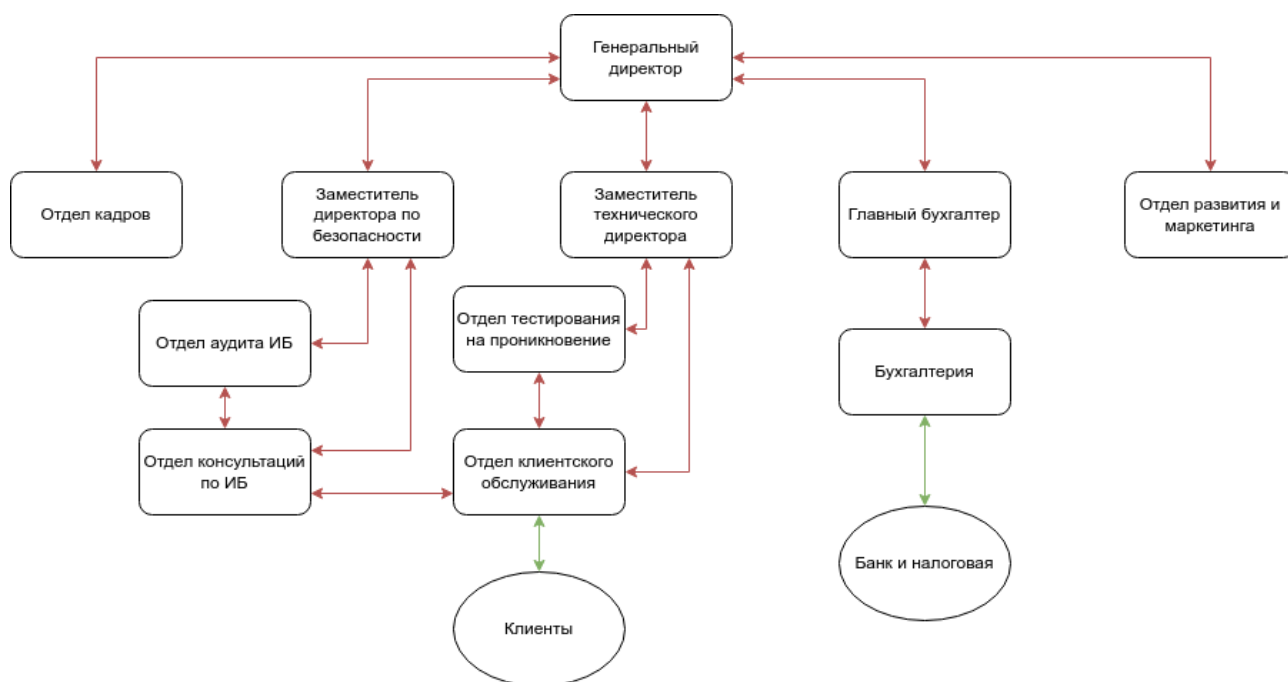 Генеральный
директор
Отдел кадров
Заместитель
директора по
безопасности
Заместитель
технического
директора
Главный бухгалтер
Отдел развития и
маркетинга
Отдел аудита ИБ
Отдел тестирования
на проникновение
Бухгалтерия
Отдел консультаций
по ИБ
Отдел клиентского
обслуживания
Банк и налоговая
Клиенты